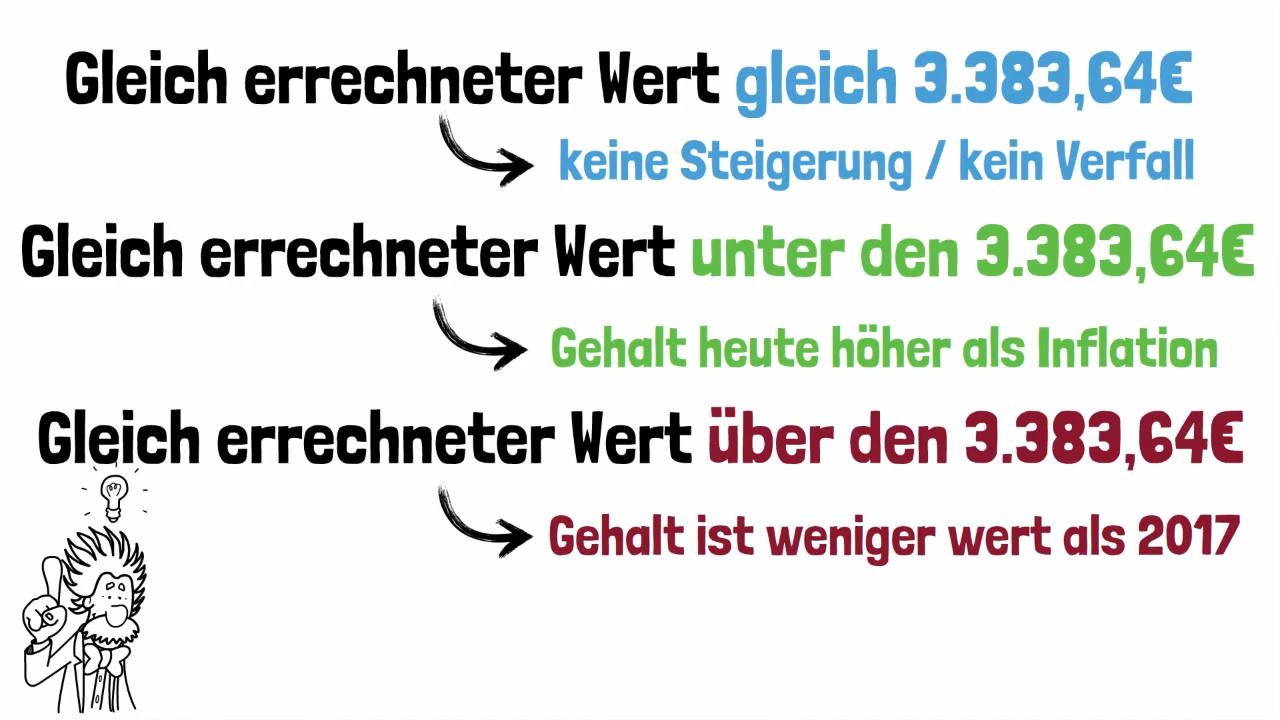 Gleich errechneter Wert gleich 3.383,64€
keine Steigerung / kein Verfall
Gleich errechneter Wert unter den 3.383,64€
Gehalt heute höher als Inflation
Gleich errechneter Wert über den 3.383,64€
Gehalt ist weniger wert als 2017